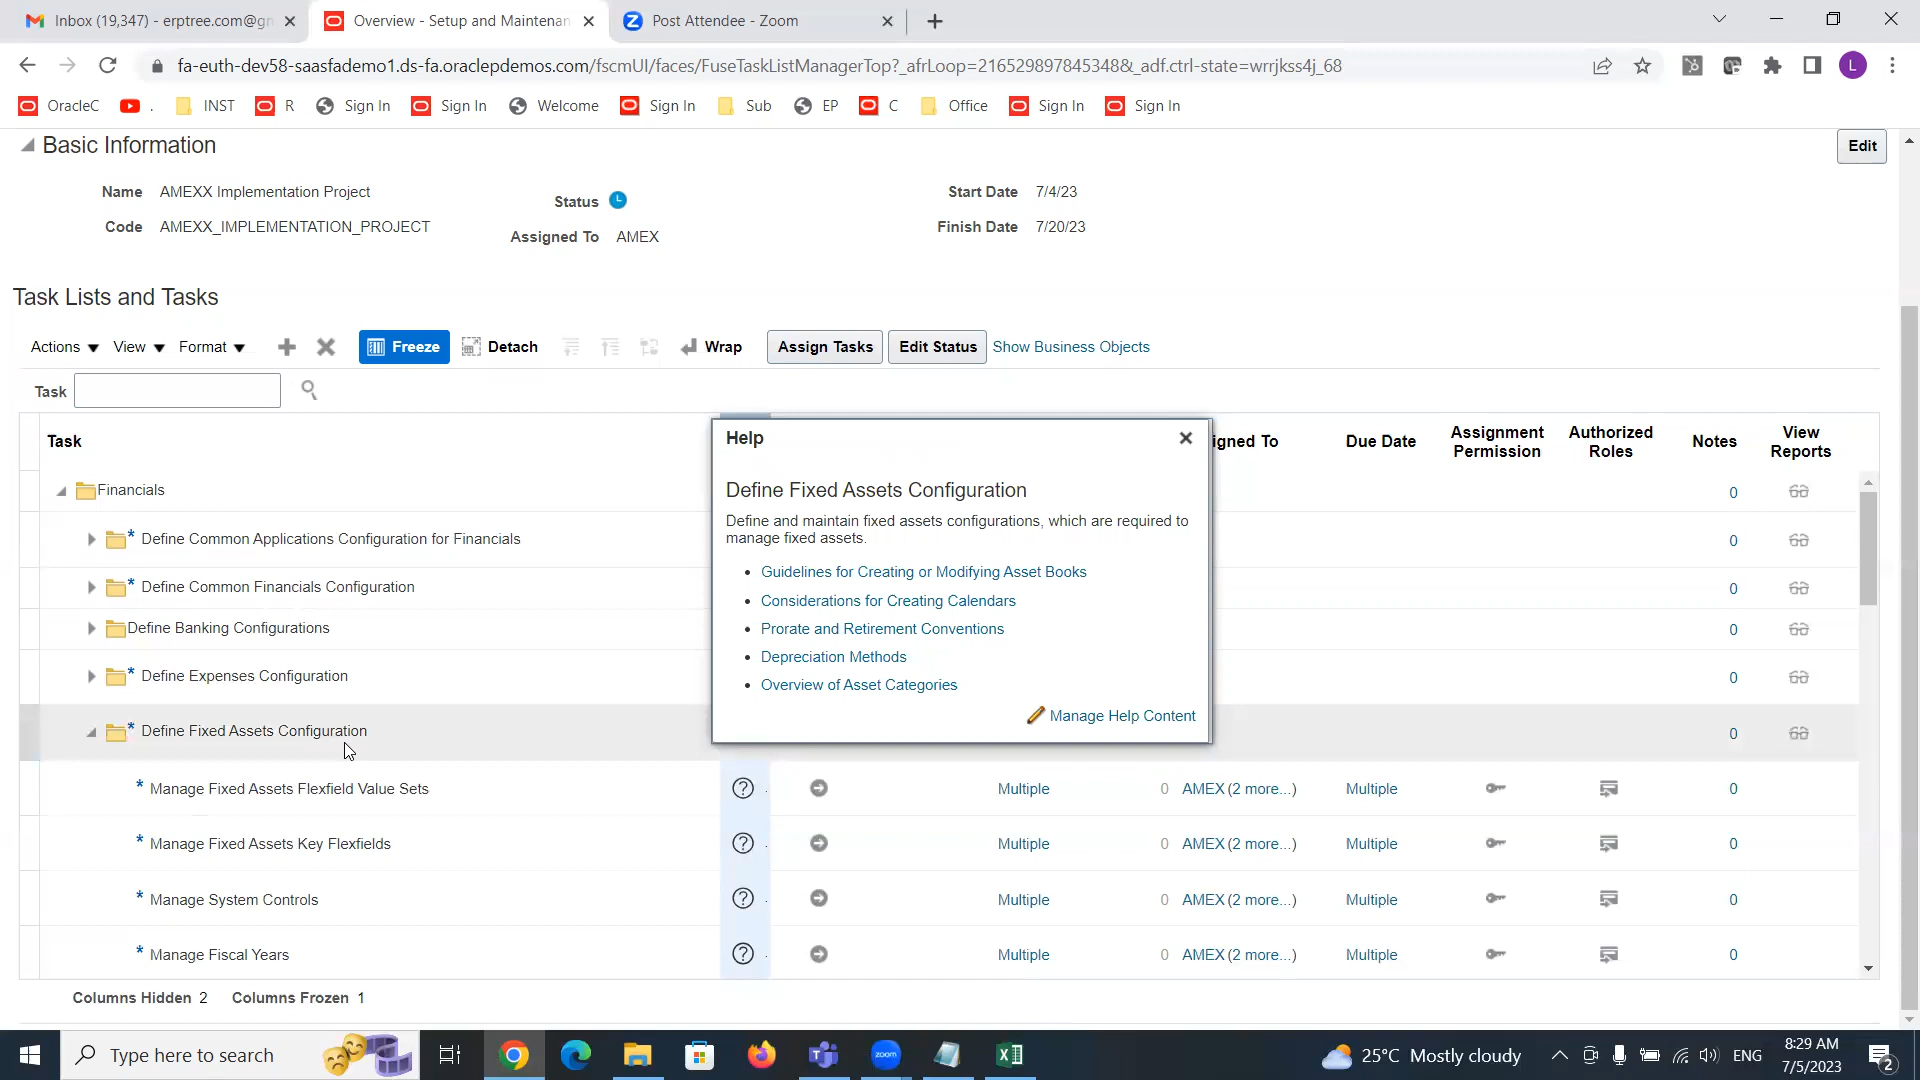 Inbox (19,347) - erptree.com@gm
Overview - Setup and Maintenan
Post Attendee - Zoom
fa-euth-dev58-saasfademo1.ds-fa.oraclepdemos.com/fscmUI/faces/FuseTaskListManagerTop?_afrLoop=216529897845348&_adf.ctrl-state=wrrjkss4j_68
L
OracleC . INST R Sign In Sign In Welcome Sign In Sub EP C Office Sign In Sign In
Basic Information
Edit
Name AMEXX Implementation Project
Status
Start Date 7/4/23
Code AMEXX_IMPLEMENTATION_PROJECT
Assigned To AMEX
Finish Date 7/20/23
Task Lists and Tasks
Actions View Format Freeze Detach Wrap Assign Tasks Edit Status Show Business Objects
Task
Task igned To Due Date Assignment Permission Authorized Roles Notes View Reports
Help
Define Fixed Assets Configuration
Define and maintain fixed assets configurations, which are required to
manage fixed assets.
• Guidelines for Creating or Modifying Asset Books
• Considerations for Creating Calendars
• Prorate and Retirement Conventions
• Depreciation Methods
• Overview of Asset Categories
Manage Help Content
Financials 0
* Define Common Applications Configuration for Financials 0
* Define Common Financials Configuration 0
Define Banking Configurations 0
* Define Expenses Configuration 0
* Define Fixed Assets Configuration 0
* Manage Fixed Assets Flexfield Value Sets ? Multiple 0 AMEX (2 more...) Multiple 0
* Manage Fixed Assets Key Flexfields ? Multiple 0 AMEX (2 more...) Multiple 0
* Manage System Controls ? Multiple 0 AMEX (2 more...) Multiple 0
* Manage Fiscal Years ? Multiple 0 AMEX (2 more...) Multiple 0
Columns Hidden 2 Columns Frozen 1
Type here to search
zoom
25°C Mostly cloudy
ENG
8:29 AM
7/5/2023
2